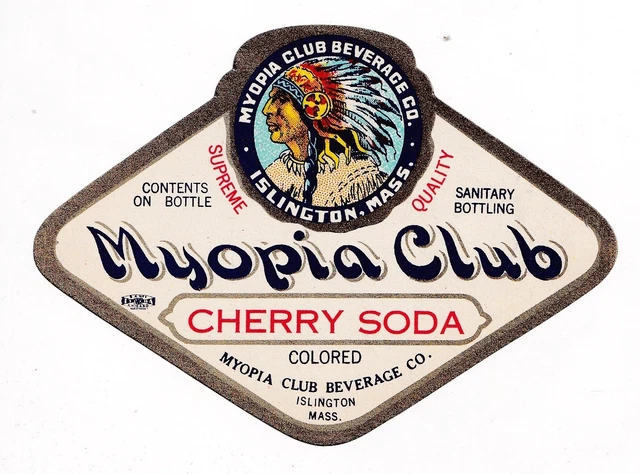 MYOPIA CLUB BEVERAGE CO.
ISLINGTON, MASS.
SUPREME
QUALITY
CONTENTS
ON BOTTLE
SANITARY
BOTTLING
Myopia Club
CHERRY SODA
COLORED
MYOPIA CLUB BEVERAGE CO.
ISLINGTON
MASS.